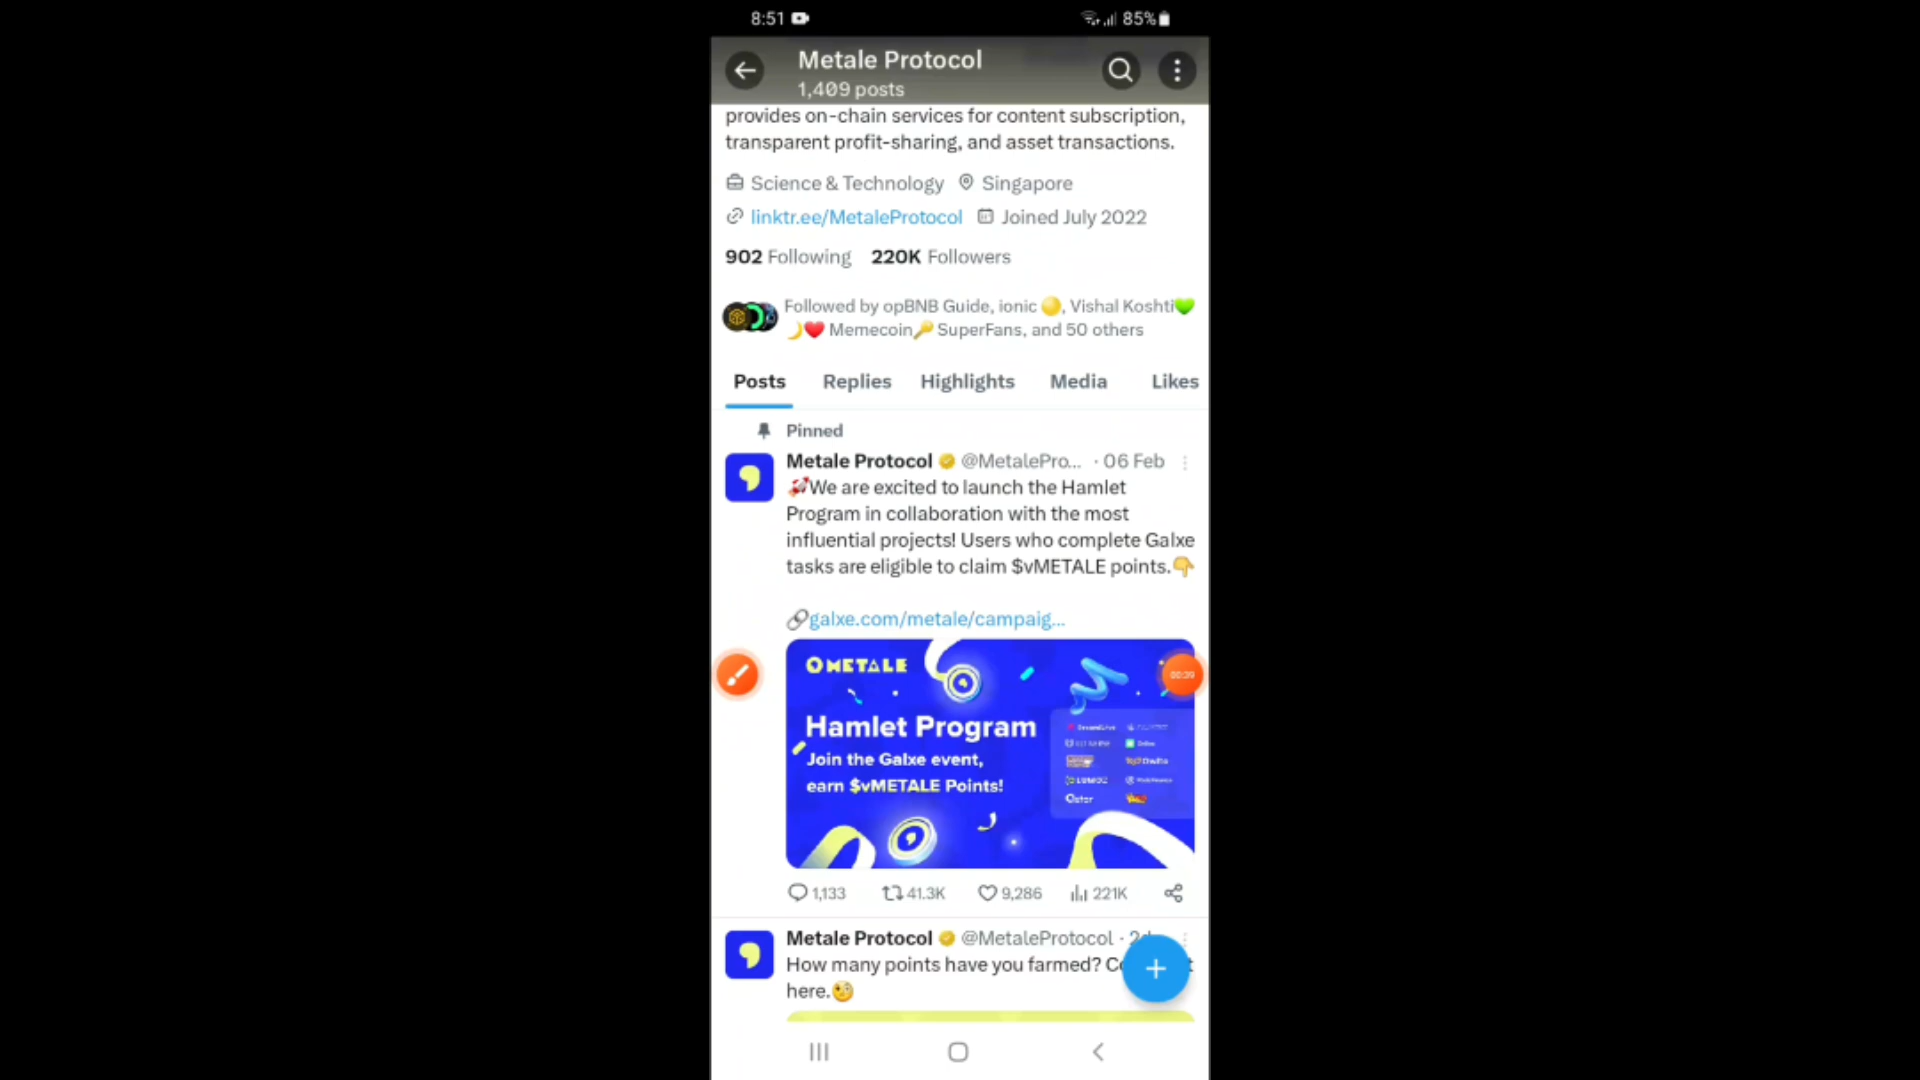 8:51 85%
Metale Protocol
1,409 posts
provides on-chain services for content subscription,
transparent profit-sharing, and asset transactions.
Science & Technology Singapore
linktr.ee/MetaleProtocol Joined July 2022
902 Following 220K Followers
Followed by opBNB Guide, ionic 🟡, Vishal Koshti💚
🌙❤️ Memecoin🔑 SuperFans, and 50 others
Posts Replies Highlights Media Likes
Pinned
Metale Protocol @MetalePro... · 06 Feb
🚀We are excited to launch the Hamlet
Program in collaboration with the most
influential projects! Users who complete Galxe
tasks are eligible to claim $vMETALE points.👇
🔗galxe.com/metale/campaig...
METALE
00:39
Hamlet Program
Join the Galxe event,
earn $vMETALE Points!
1,133 41.3K 9,286 221K
Metale Protocol @MetaleProtocol ·
How many points have you farmed?
here.🧐